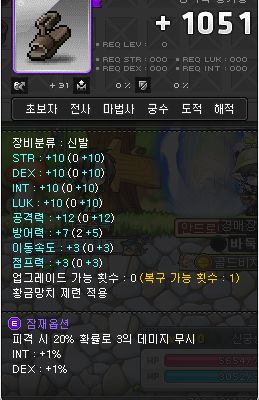 + 1051
REQ LEV : 0
REQ STR : 000 REQ LUK : 000
REQ DEX : 000 REQ INT : 000
+ 31 0 % 0 %
초보자 전사 마법사 궁수 도적 해적
장비분류 : 신발
STR : +10 (0 +10)
DEX : +10 (0 +10)
INT : +10 (0 +10)
LUK : +10 (0 +10)
공격력 : +12 (0 +12)
방어력 : +7 (2 +5)
이동속도 : +3 (0 +3)
점프력 : +3 (0 +3)
업그레이드 가능 횟수 : 0 (복구 가능 횟수 : 1)
황금망치 제련 적용
E 잠재옵션
피격 시 20% 확률로 3의 데미지 무시
INT : +1%
DEX : +1%
경매장
HP
MP